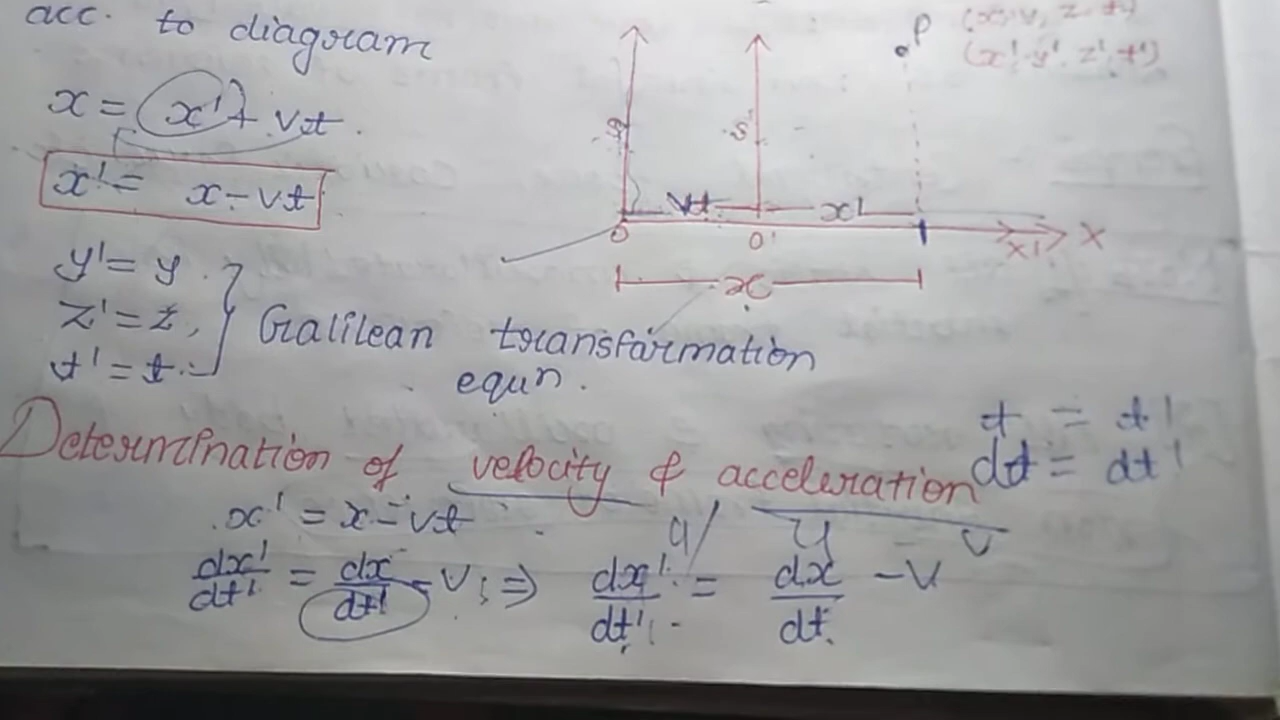 acc. to diagram
x = x' + vt.
x' = x - vt
y' = y.
z' = z,
t' = t.
Galilean transformation
equn.
P (x, y, z, t)
(x', y', z', t')
S
S'
vt
x'
O
O'
X'
X
x
t = t'
dt = dt'
Determination of velocity & acceleration
x' = x - vt
u' u v
dx'/dt' = dx/dt' - v ; ⇒ dx'/dt' = dx/dt - v